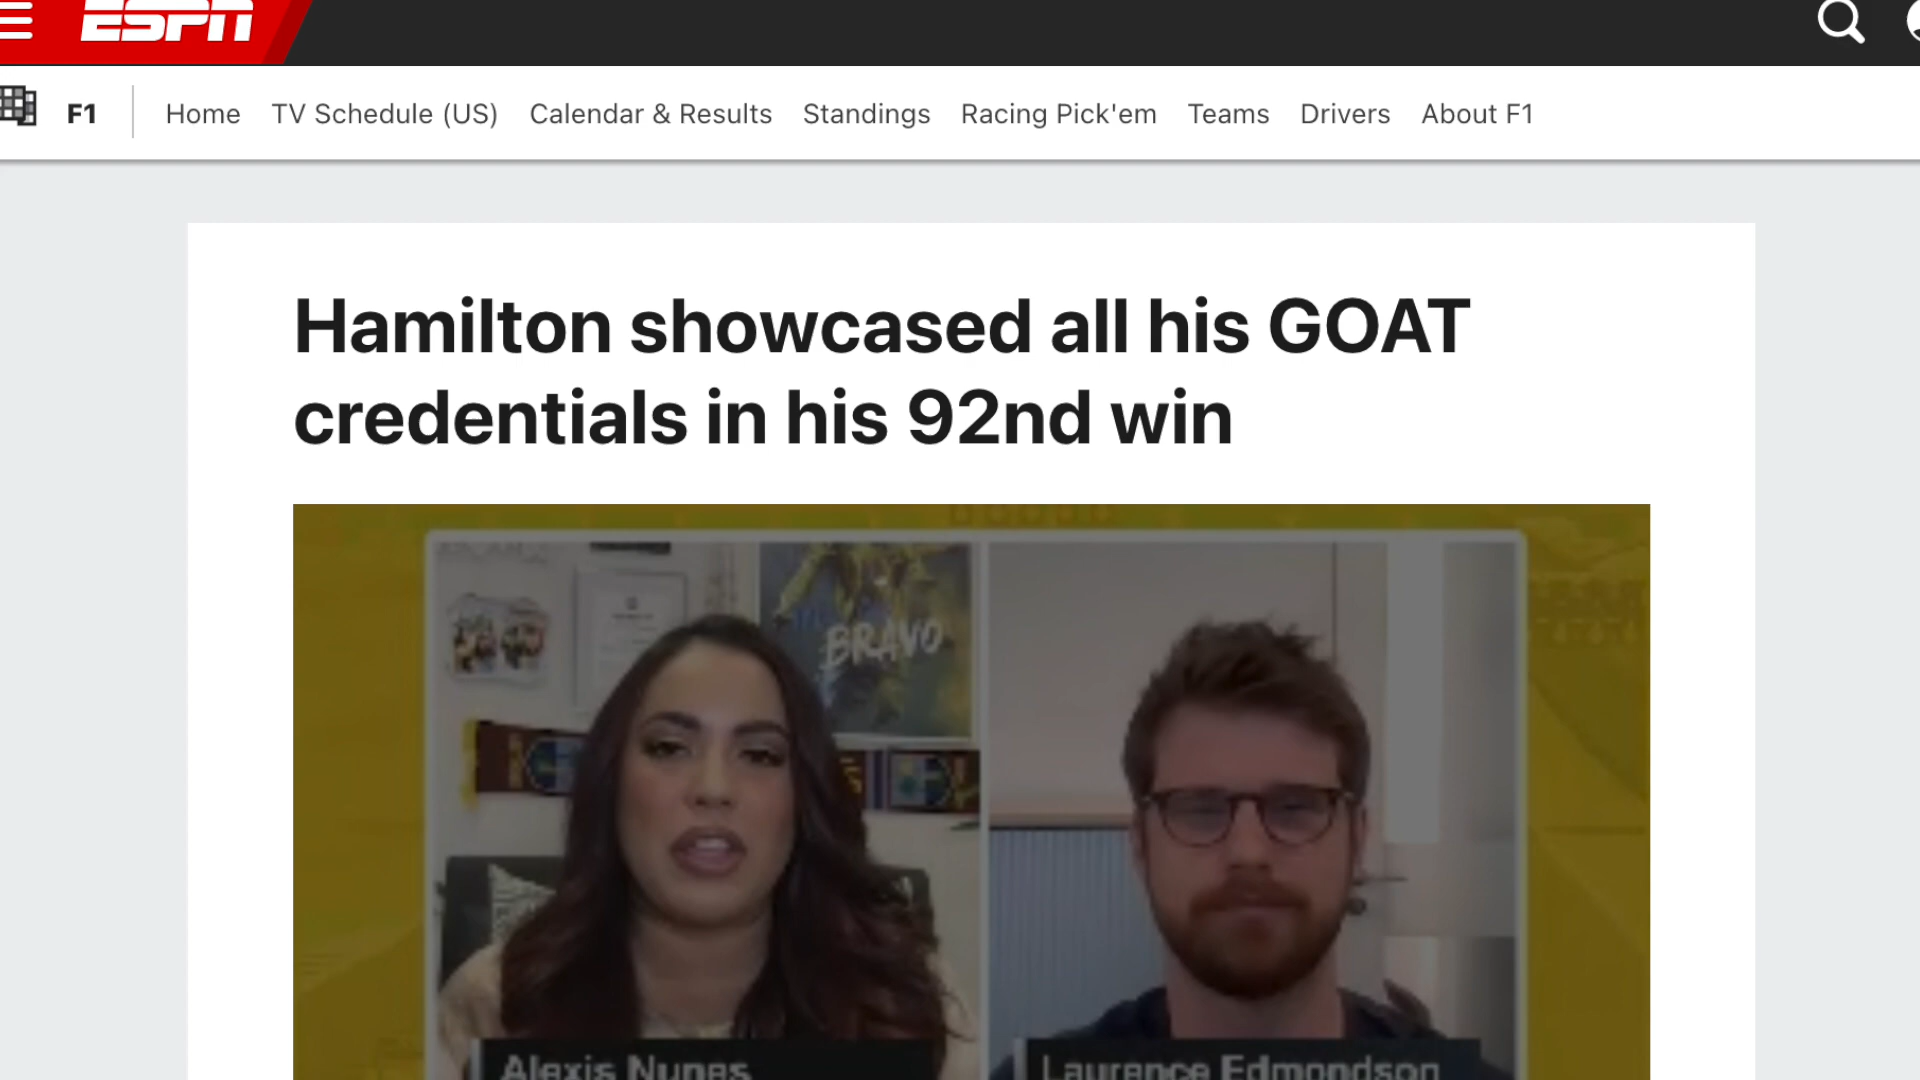 ESPN
F1
Home
TV Schedule (US)
Calendar & Results
Standings
Racing Pick'em
Teams
Drivers
About F1
Hamilton showcased all his GOAT
credentials in his 92nd win
BRAVO
Alexis Nunes
Laurence Edmondson